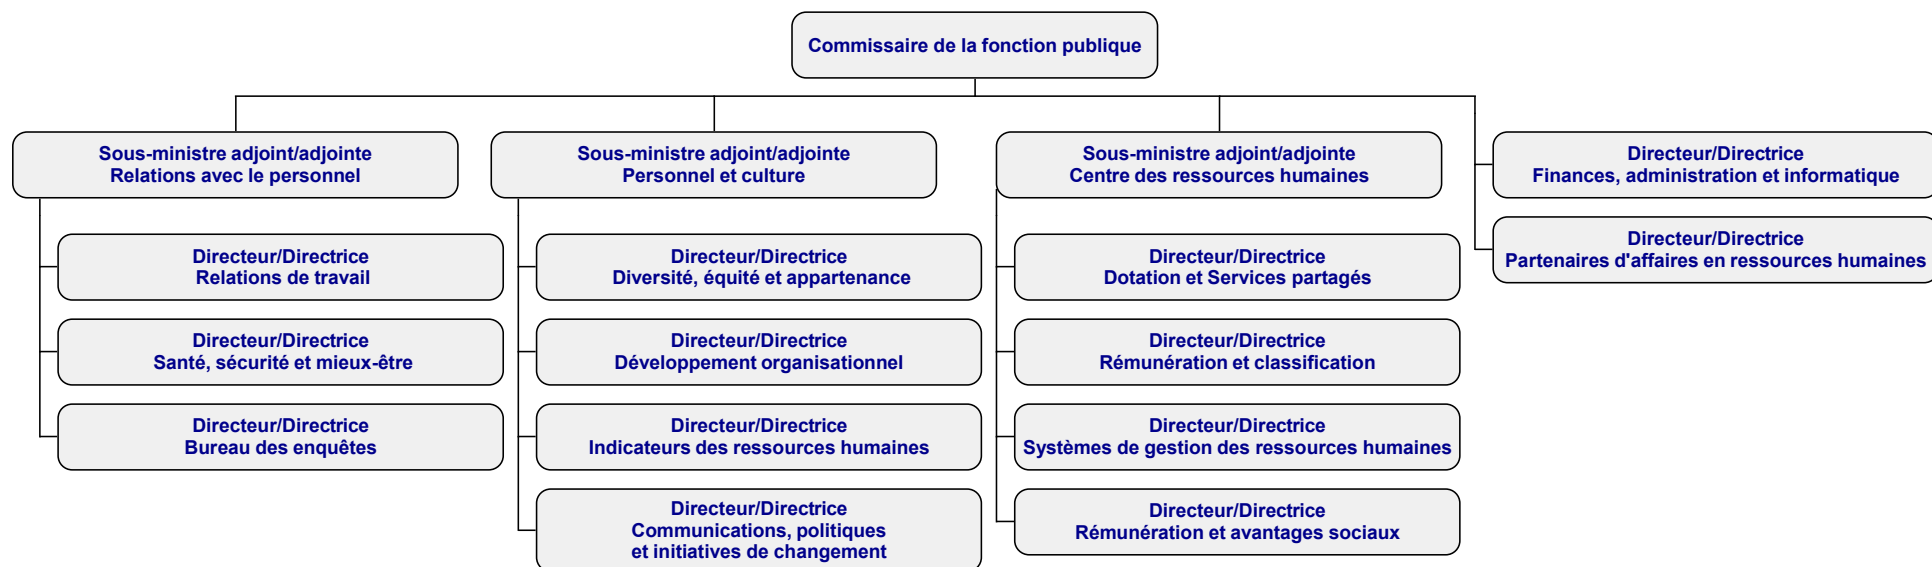 Commissaire de la fonction publique
Sous-ministre adjoint/adjointe
Relations avec le personnel
Directeur/Directrice
Relations de travail
Directeur/Directrice
Santé, sécurité et mieux-être
Directeur/Directrice
Bureau des enquêtes
Sous-ministre adjoint/adjointe
Personnel et culture
Directeur/Directrice
Diversité, équité et appartenance
Directeur/Directrice
Développement organisationnel
Directeur/Directrice
Indicateurs des ressources humaines
Directeur/Directrice
Communications, politiques
et initiatives de changement
Sous-ministre adjoint/adjointe
Centre des ressources humaines
Directeur/Directrice
Dotation et Services partagés
Directeur/Directrice
Rémunération et classification
Directeur/Directrice
Systèmes de gestion des ressources humaines
Directeur/Directrice
Rémunération et avantages sociaux
Directeur/Directrice
Finances, administration et informatique
Directeur/Directrice
Partenaires d'affaires en ressources humaines